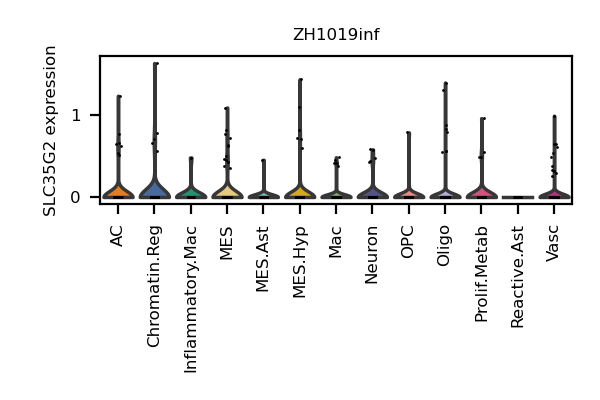 ZH1019inf
SLC35G2 expression
1
0
AC
Chromatin.Reg
Inflammatory.Mac
MES
MES.Ast
MES.Hyp
Mac
Neuron
OPC
Oligo
Prolif.Metab
Reactive.Ast
Vasc